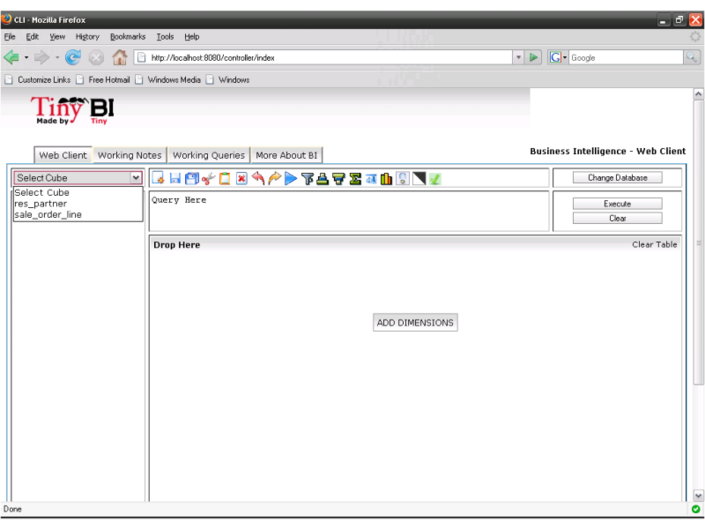 CLI - Mozilla Firefox
File Edit View History Bookmarks Tools Help
http://localhost:8080/controller/index
G Google
Customize Links Free Hotmail Windows Media Windows
Tiny BI
Made by Tiny
Web Client Working Notes Working Queries More About BI
Business Intelligence - Web Client
Select Cube
Change Database
Select Cube
res_partner
sale_order_line
Query Here
Execute
Clear
Drop Here
Clear Table
ADD DIMENSIONS
Done